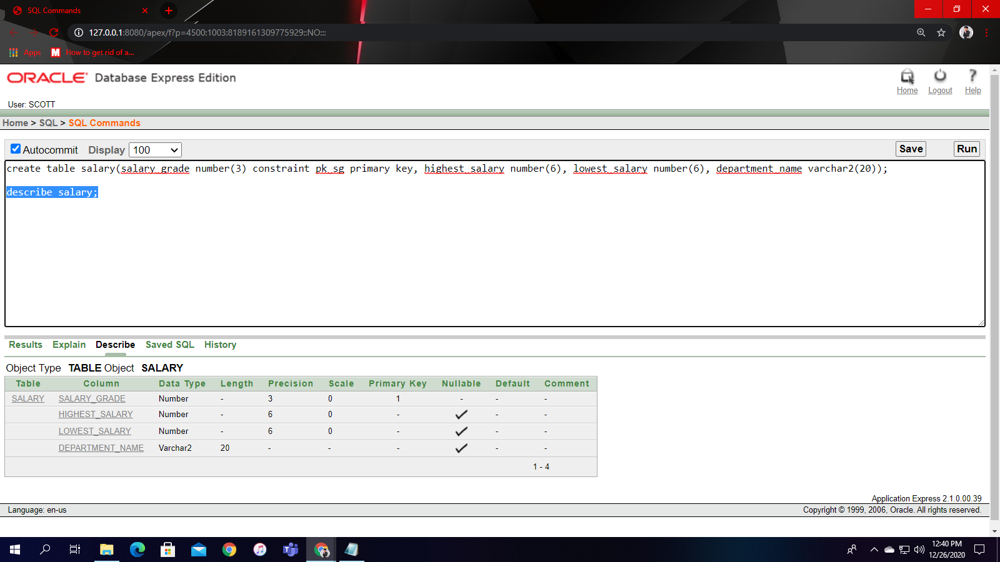 SQL Commands
127.0.0.1:8080/apex/f?p=4500:1003:8189161309775929::NO:::
Apps How to get rid of a...
ORACLE Database Express Edition
Home Logout Help
User: SCOTT
Home > SQL > SQL Commands
Autocommit Display 100 Save Run
create table salary(salary_grade number(3) constraint pk_sg primary key, highest_salary number(6), lowest_salary number(6), department_name varchar2(20));
describe salary;
Results Explain Describe Saved SQL History
Object Type TABLE Object SALARY
Table Column Data Type Length Precision Scale Primary Key Nullable Default Comment
SALARY SALARY_GRADE Number - 3 0 1 - - -
HIGHEST_SALARY Number - 6 0 - - -
LOWEST_SALARY Number - 6 0 - - -
DEPARTMENT_NAME Varchar2 20 - - - - -
1 - 4
Application Express 2.1.0.00.39
Language: en-us Copyright © 1999, 2006, Oracle. All rights reserved.
12:40 PM
12/26/2020